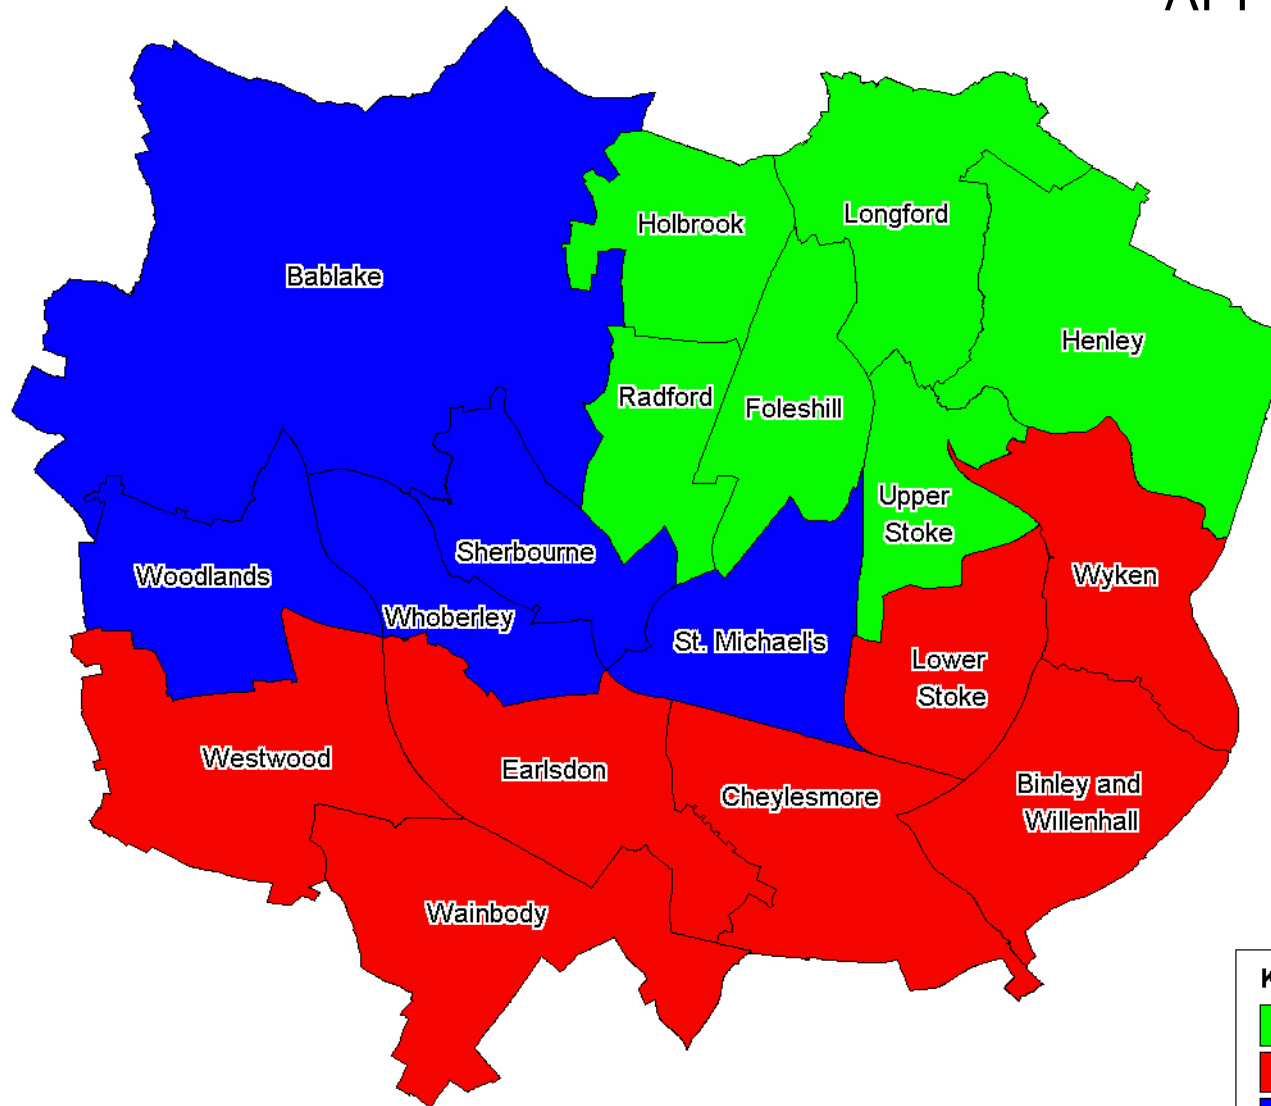 Holbrook
Longford
Bablake
Henley
Radford
Foleshill
Upper
Stoke
Sherbourne
Woodlands
Wyken
Whoberley
St. Michael's
Lower
Stoke
Westwood
Earlsdon
Cheylesmore
Binley and
Willenhall
Wainbody